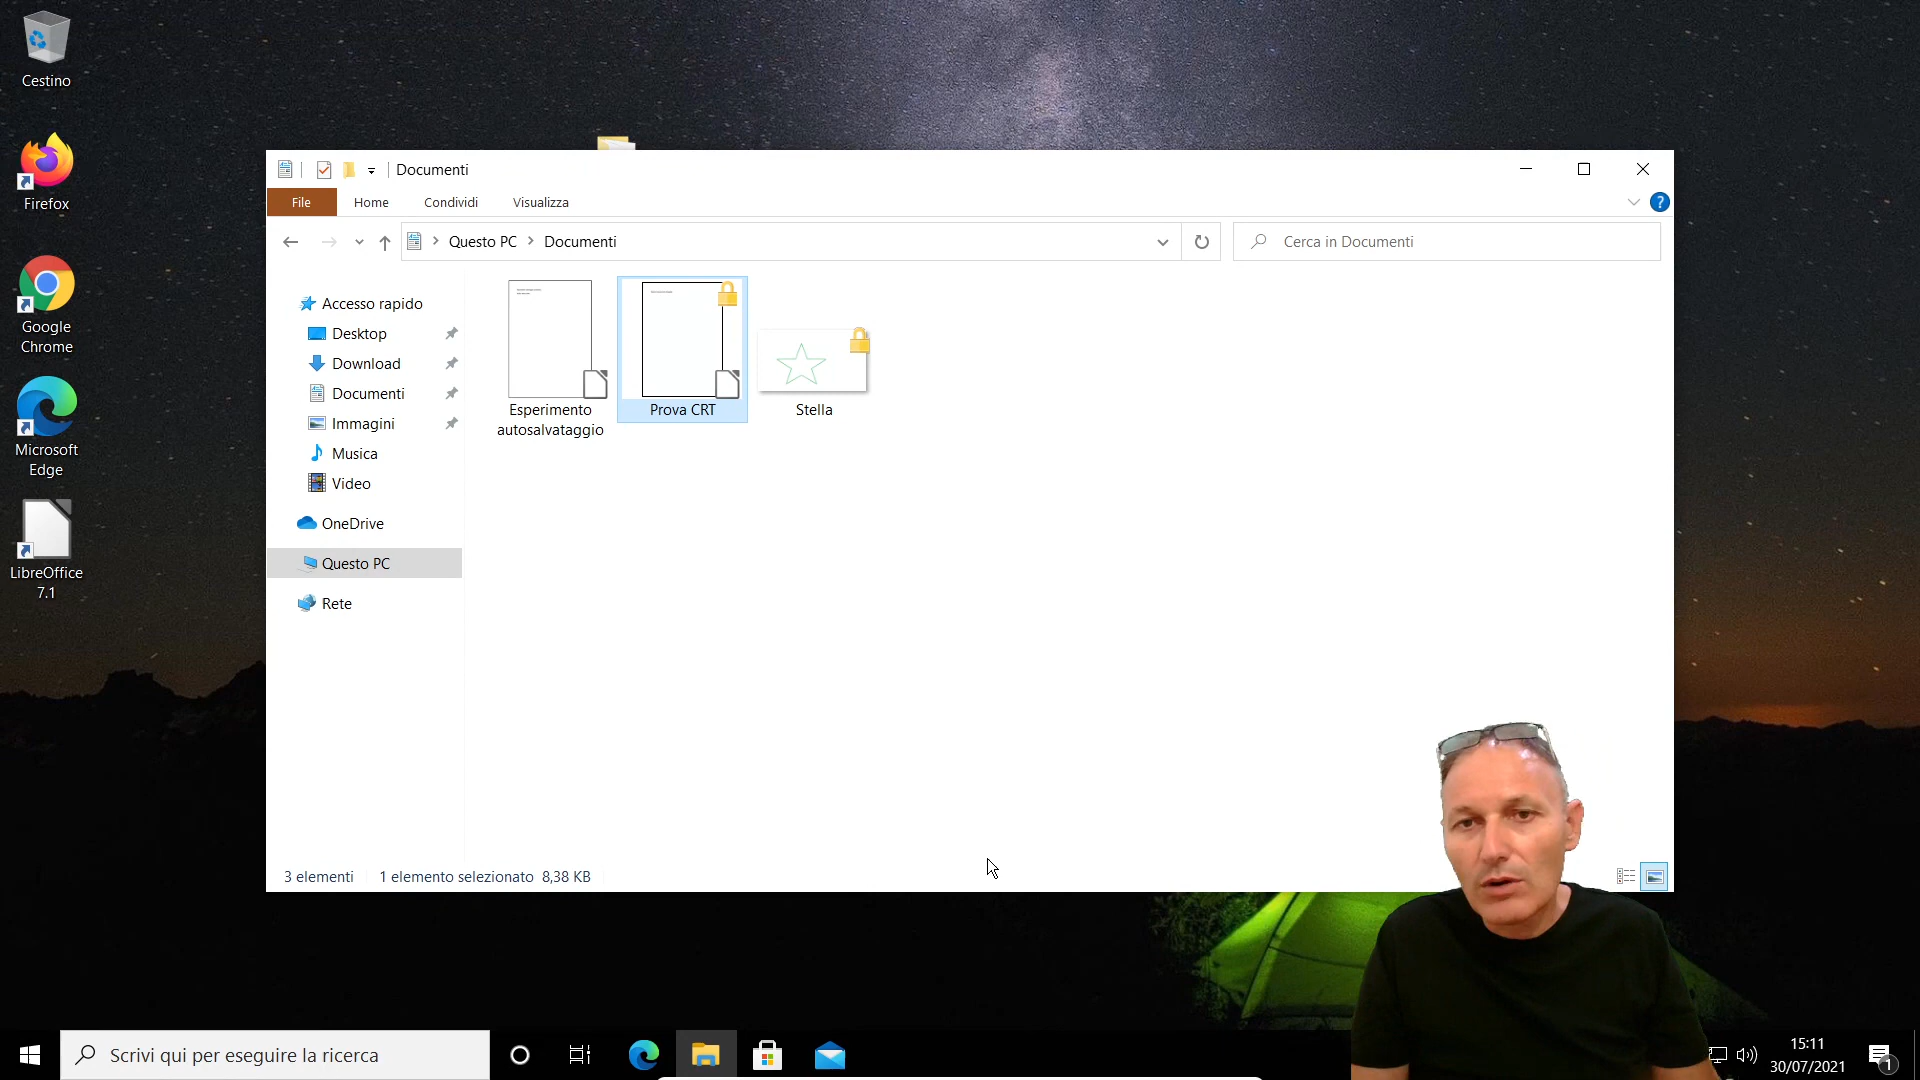 Cestino
Firefox
Google
Chrome
Microsoft
Edge
LibreOffice
7.1
Documenti
File
Home
Condividi
Visualizza
?
Questo PC
Documenti
Cerca in Documenti
Accesso rapido
Desktop
Download
Documenti
Immagini
Musica
Video
OneDrive
Questo PC
Rete
Esperimento
autosalvataggio
Prova CRT
Stella
3 elementi
1 elemento selezionato 8,38 KB
Scrivi qui per eseguire la ricerca
15:11
30/07/2021
1